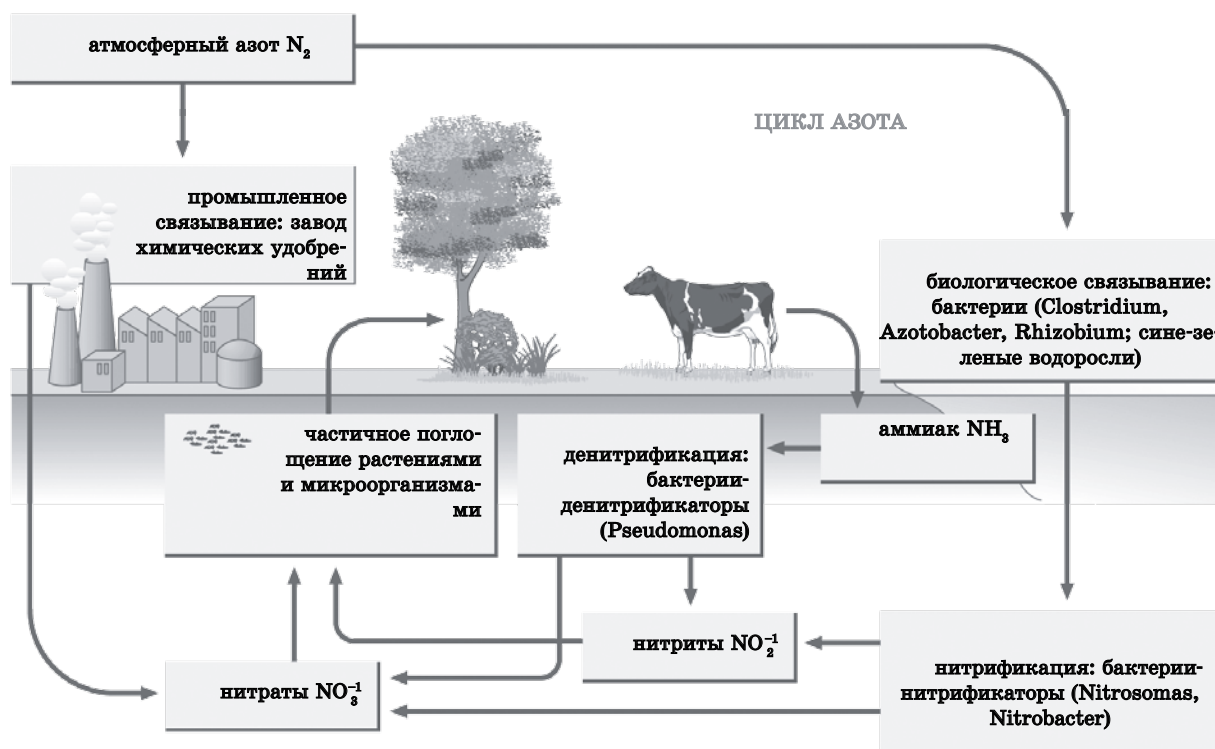 атмосферный азот N₂
ЦИКЛ АЗОТА
промышленное
связывание: завод
химических удобре-
ний
биологическое связывание:
бактерии (Clostridium,
Azotobacter, Rhizobium; сине-зе-
леные водоросли)
частичное погло-
щение растениями
и микроорганизма-
ми
денитрификация:
бактерии-
денитрификаторы
(Pseudomonas)
аммиак NH₃
нитриты NO₂⁻¹
нитраты NO₃⁻¹
нитрификация: бактерии-
нитрификаторы (Nitrosomas,
Nitrobacter)